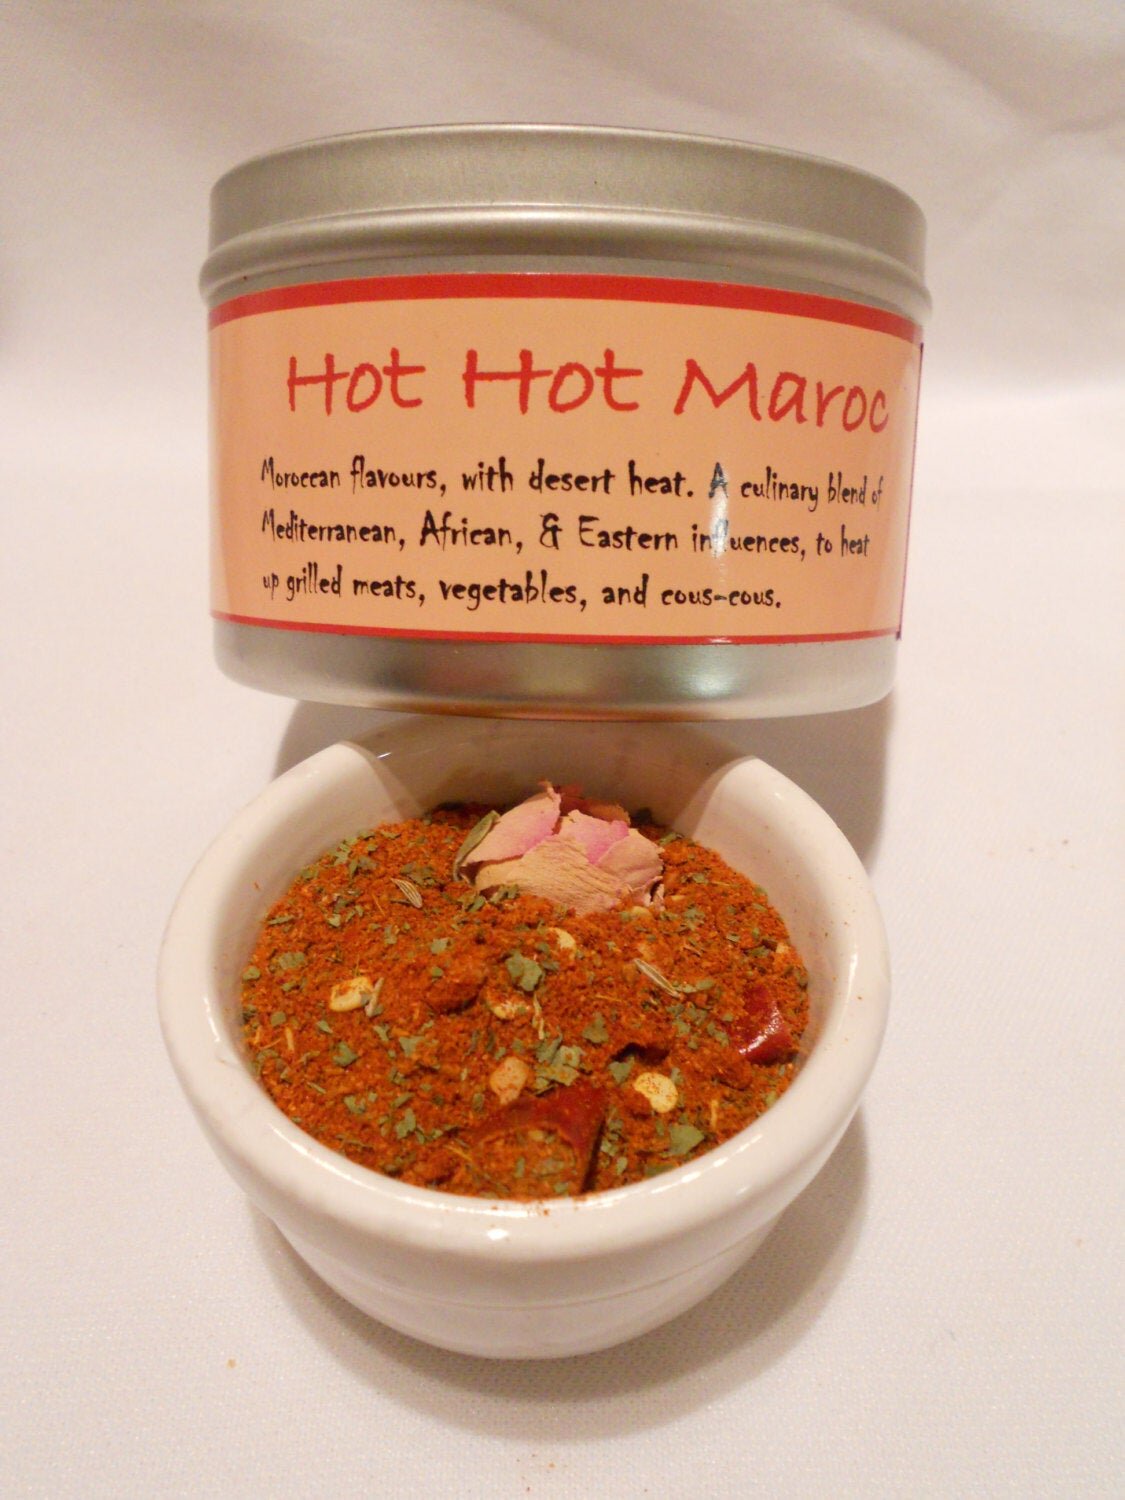 Hot Hot Maroc
Moroccan flavours, with desert heat. A culinary blend of
Mediterranean, African, & Eastern influences, to heat
up grilled meats, vegetables, and cous-cous.